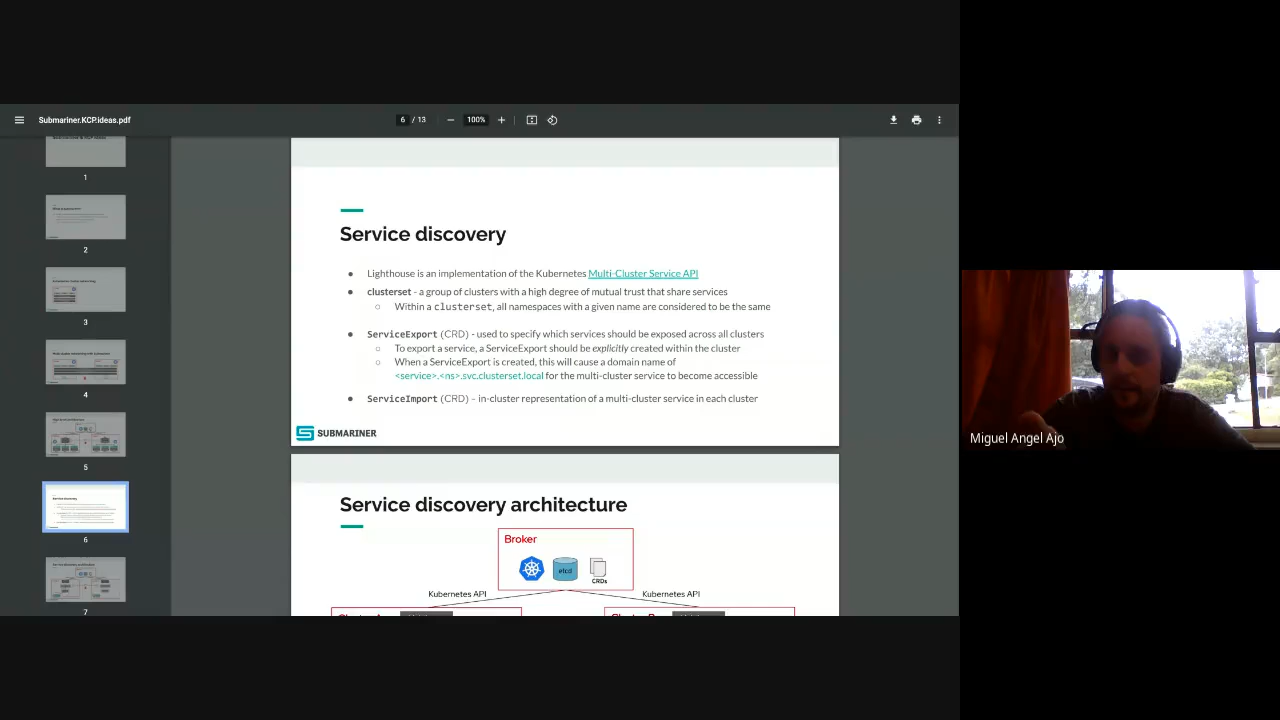 Submariner.KCP.ideas.pdf
6 / 13
100%
1
2
3
4
5
6
7
Service discovery
Lighthouse is an implementation of the Kubernetes Multi-Cluster Service API
clusterset - a group of clusters with a high degree of mutual trust that share services
Within a clusterset, all namespaces with a given name are considered to be the same
ServiceExport (CRD) - used to specify which services should be exposed across all clusters
To export a service, a ServiceExport should be explicitly created within the cluster
When a ServiceExport is created, this will cause a domain name of
<service>.<ns>.svc.clusterset.local for the multi-cluster service to become accessible
ServiceImport (CRD) – in-cluster representation of a multi-cluster service in each cluster
SUBMARINER
Service discovery architecture
Broker
etcd
CRDs
Kubernetes API
Kubernetes API
Miguel Angel Ajo